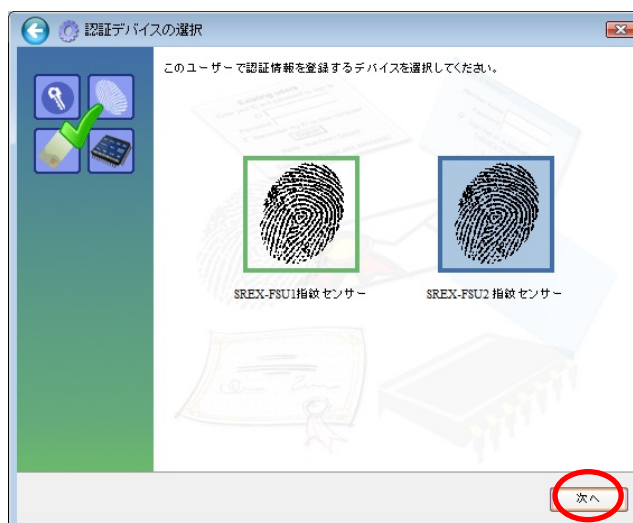 認証デバイスの選択
このユーザーで認証情報を登録するデバイスを選択してください。
SREX-FSU1指紋センサー
SREX-FSU2 指紋センサー
次へ